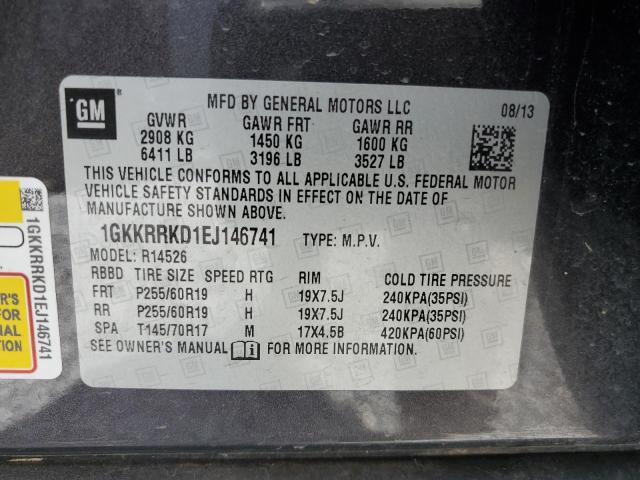 GM
MFD BY GENERAL MOTORS LLC
08/13
GVWR GAWR FRT GAWR RR
2908 KG 1450 KG 1600 KG
6411 LB 3196 LB 3527 LB
THIS VEHICLE CONFORMS TO ALL APPLICABLE U.S. FEDERAL MOTOR
VEHICLE SAFETY STANDARDS IN EFFECT ON THE DATE OF
MANUFACTURE SHOWN ABOVE.
1GKKRRKD1EJ146741 TYPE: M.P.V.
MODEL: R14526
RBBD TIRE SIZE SPEED RTG RIM COLD TIRE PRESSURE
FRT P255/60R19 H 19X7.5J 240KPA(35PSI)
RR P255/60R19 H 19X7.5J 240KPA(35PSI)
SPA T145/70R17 M 17X4.5B 420KPA(60PSI)
SEE OWNER'S MANUAL FOR MORE INFORMATION.
1GKKRRKD1EJ146741